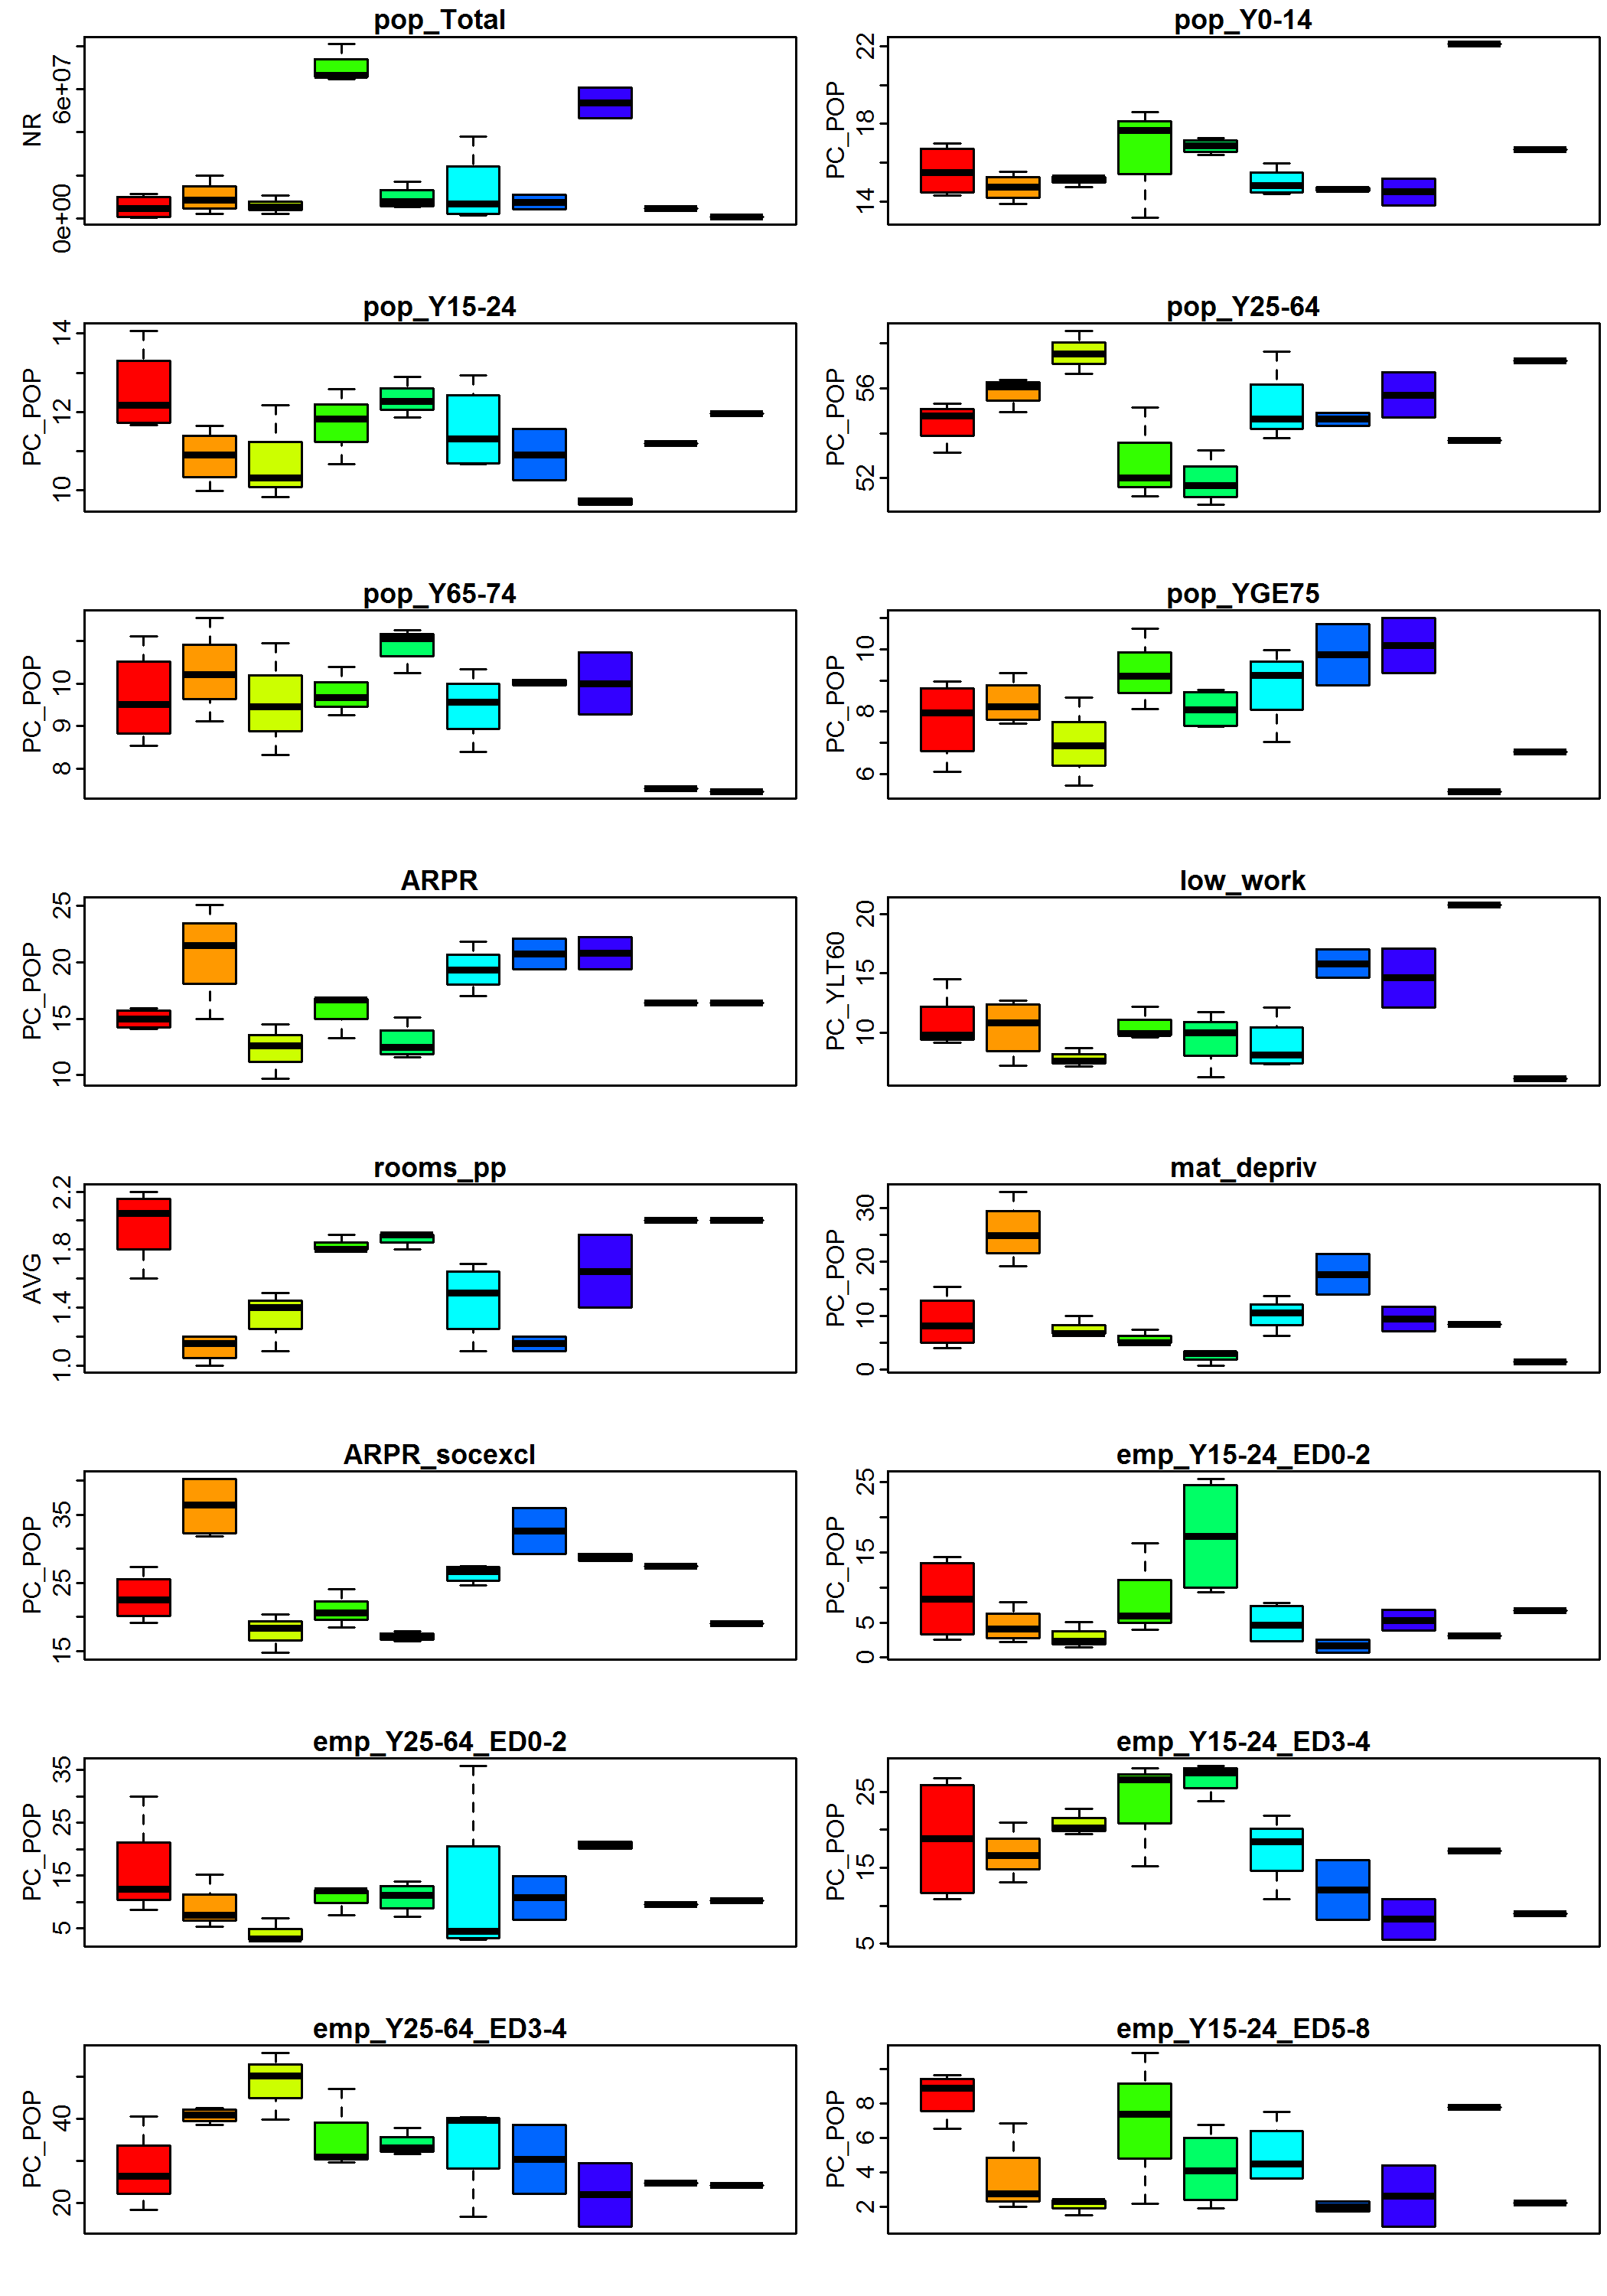 pop_Total
NR
0e+00
6e+07
pop_Y0-14
PC_POP
14
18
22
pop_Y15-24
PC_POP
10
12
14
pop_Y25-64
PC_POP
52
56
pop_Y65-74
PC_POP
8
9
10
pop_YGE75
PC_POP
6
8
10
ARPR
PC_POP
10
15
20
25
low_work
PC_YLT60
10
15
20
rooms_pp
AVG
1.0
1.4
1.8
2.2
mat_depriv
PC_POP
0
10
20
30
ARPR_socexcl
PC_POP
15
25
35
emp_Y15-24_ED0-2
PC_POP
0
5
15
25
emp_Y25-64_ED0-2
PC_POP
5
15
25
35
emp_Y15-24_ED3-4
PC_POP
5
15
25
emp_Y25-64_ED3-4
PC_POP
20
40
emp_Y15-24_ED5-8
PC_POP
2
4
6
8